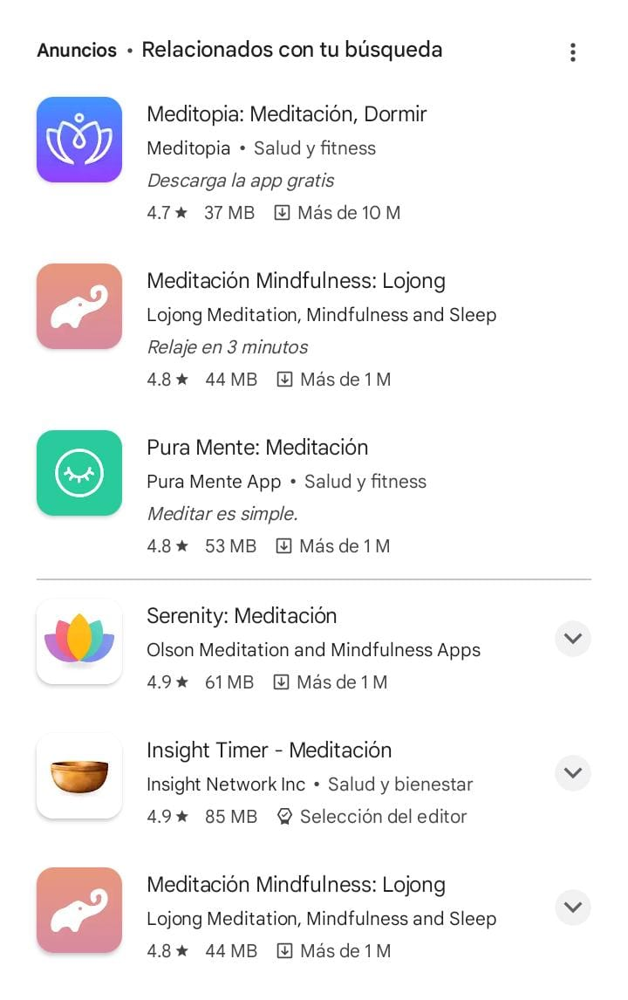 Anuncios • Relacionados con tu búsqueda
Meditopia: Meditación, Dormir
Meditopia • Salud y fitness
Descarga la app gratis
4.7★ 37 MB Más de 10 M
Meditación Mindfulness: Lojong
Lojong Meditation, Mindfulness and Sleep
Relaje en 3 minutos
4.8★ 44 MB Más de 1 M
Pura Mente: Meditación
Pura Mente App • Salud y fitness
Meditar es simple.
4.8★ 53 MB Más de 1 M
Serenity: Meditación
Olson Meditation and Mindfulness Apps
4.9★ 61 MB Más de 1 M
Insight Timer - Meditación
Insight Network Inc • Salud y bienestar
4.9★ 85 MB Selección del editor
Meditación Mindfulness: Lojong
Lojong Meditation, Mindfulness and Sleep
4.8★ 44 MB Más de 1 M